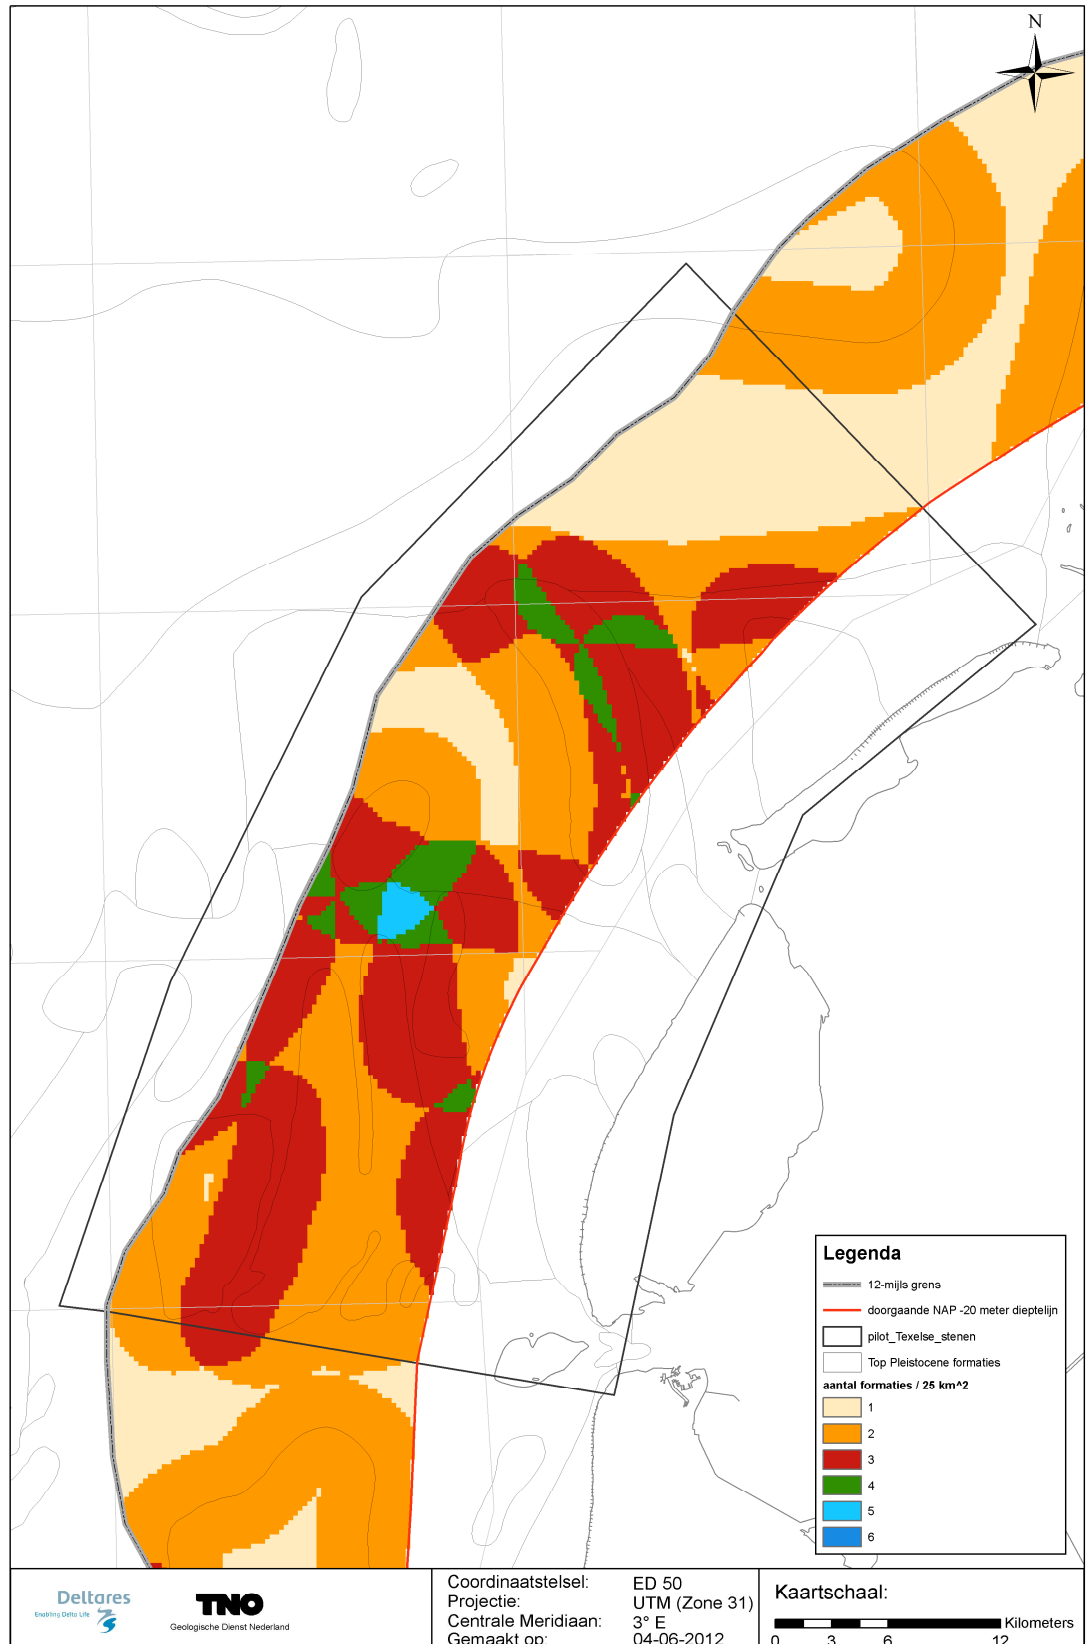 N
Legenda
12-mijls grens
doorgaande NAP -20 meter dieptelijn
pilot_Texelse_stenen
Top Pleistocene formaties
aantal formaties / 25 km^2
1
2
3
4
5
6
Deltares
Enabling Delta Life
TNO
Geologische Dienst Nederland
Coordinaatstelsel: ED 50
Projectie: UTM (Zone 31)
Centrale Meridiaan: 3° E
Gemaakt op: 04-06-2012
Kaartschaal:
Kilometers
0 3 6 12